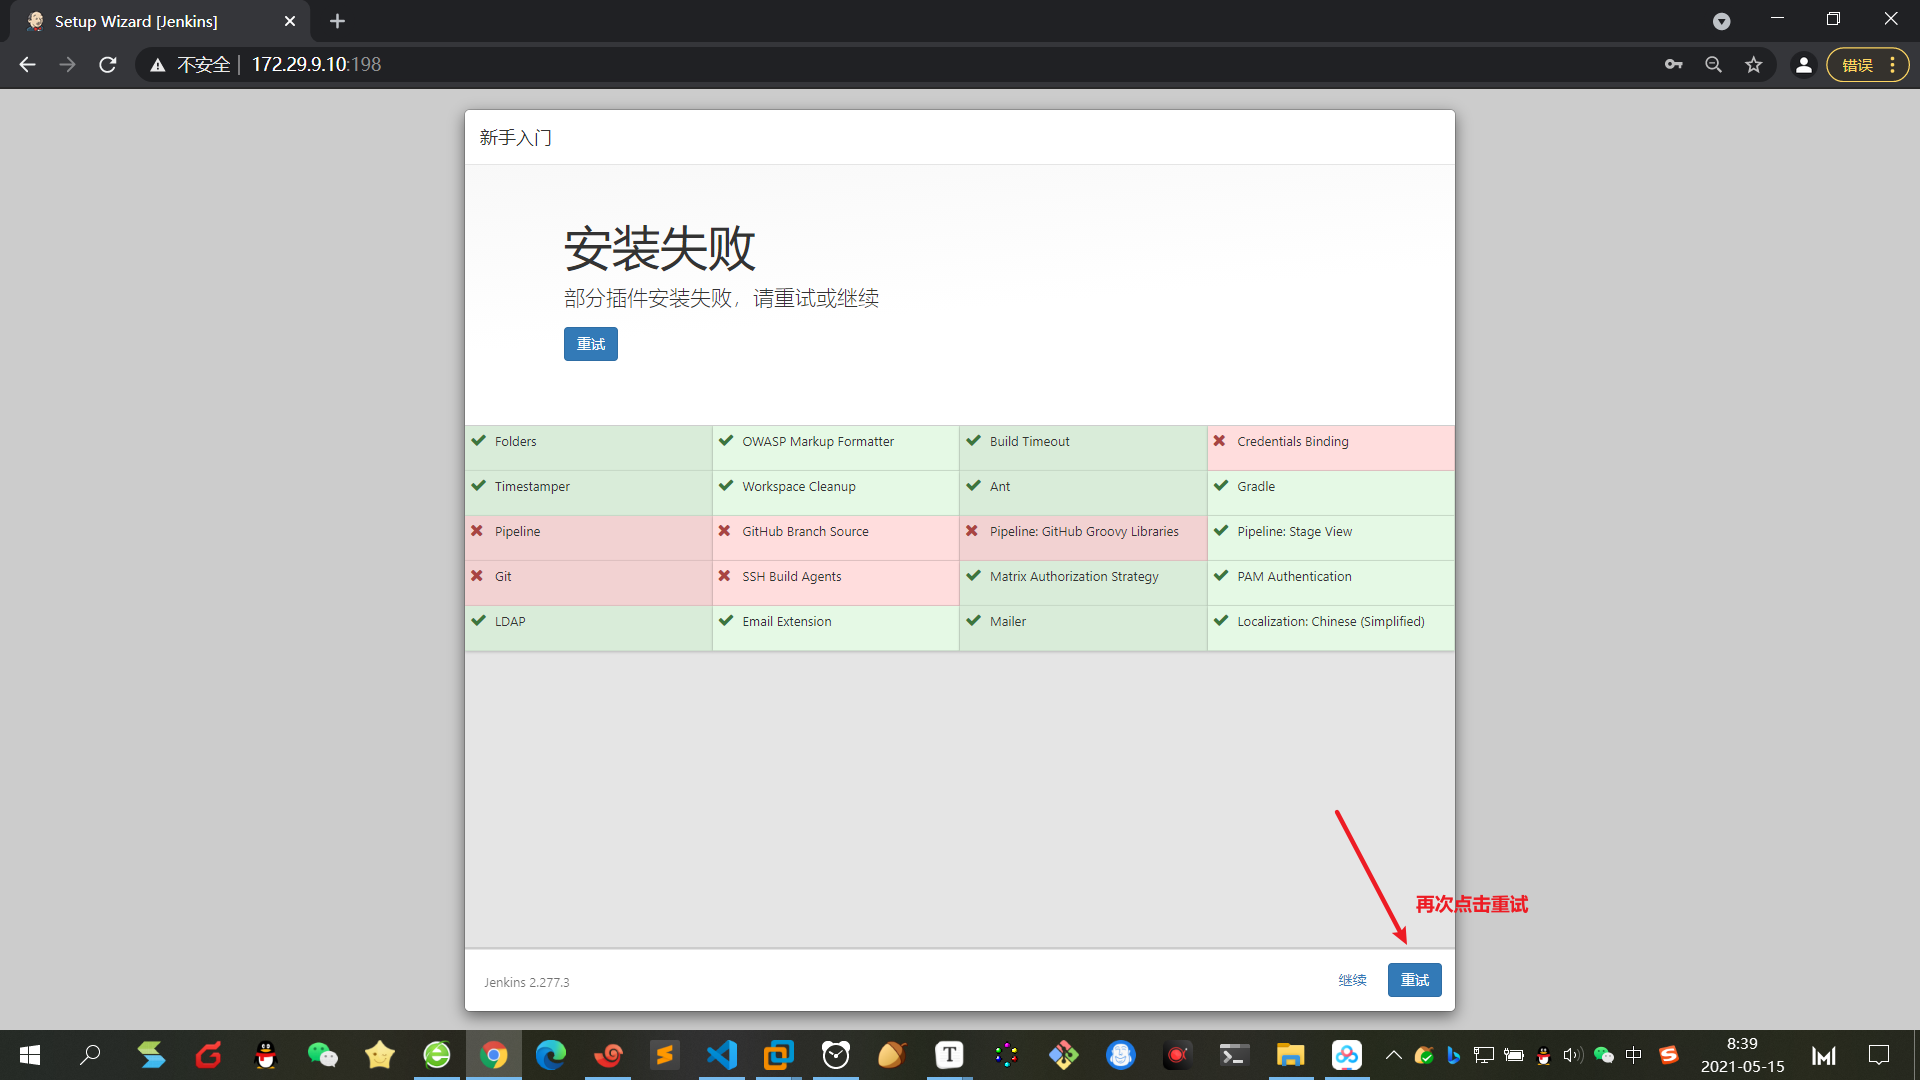 Setup Wizard [Jenkins]
不安全
172.29.9.10:198
错误
新手入门
安装失败
部分插件安装失败，请重试或继续
重试
Folders
OWASP Markup Formatter
Build Timeout
Credentials Binding
Timestamper
Workspace Cleanup
Ant
Gradle
Pipeline
GitHub Branch Source
Pipeline: GitHub Groovy Libraries
Pipeline: Stage View
Git
SSH Build Agents
Matrix Authorization Strategy
PAM Authentication
LDAP
Email Extension
Mailer
Localization: Chinese (Simplified)
再次点击重试
Jenkins 2.277.3
继续
重试
中
8:39
2021-05-15